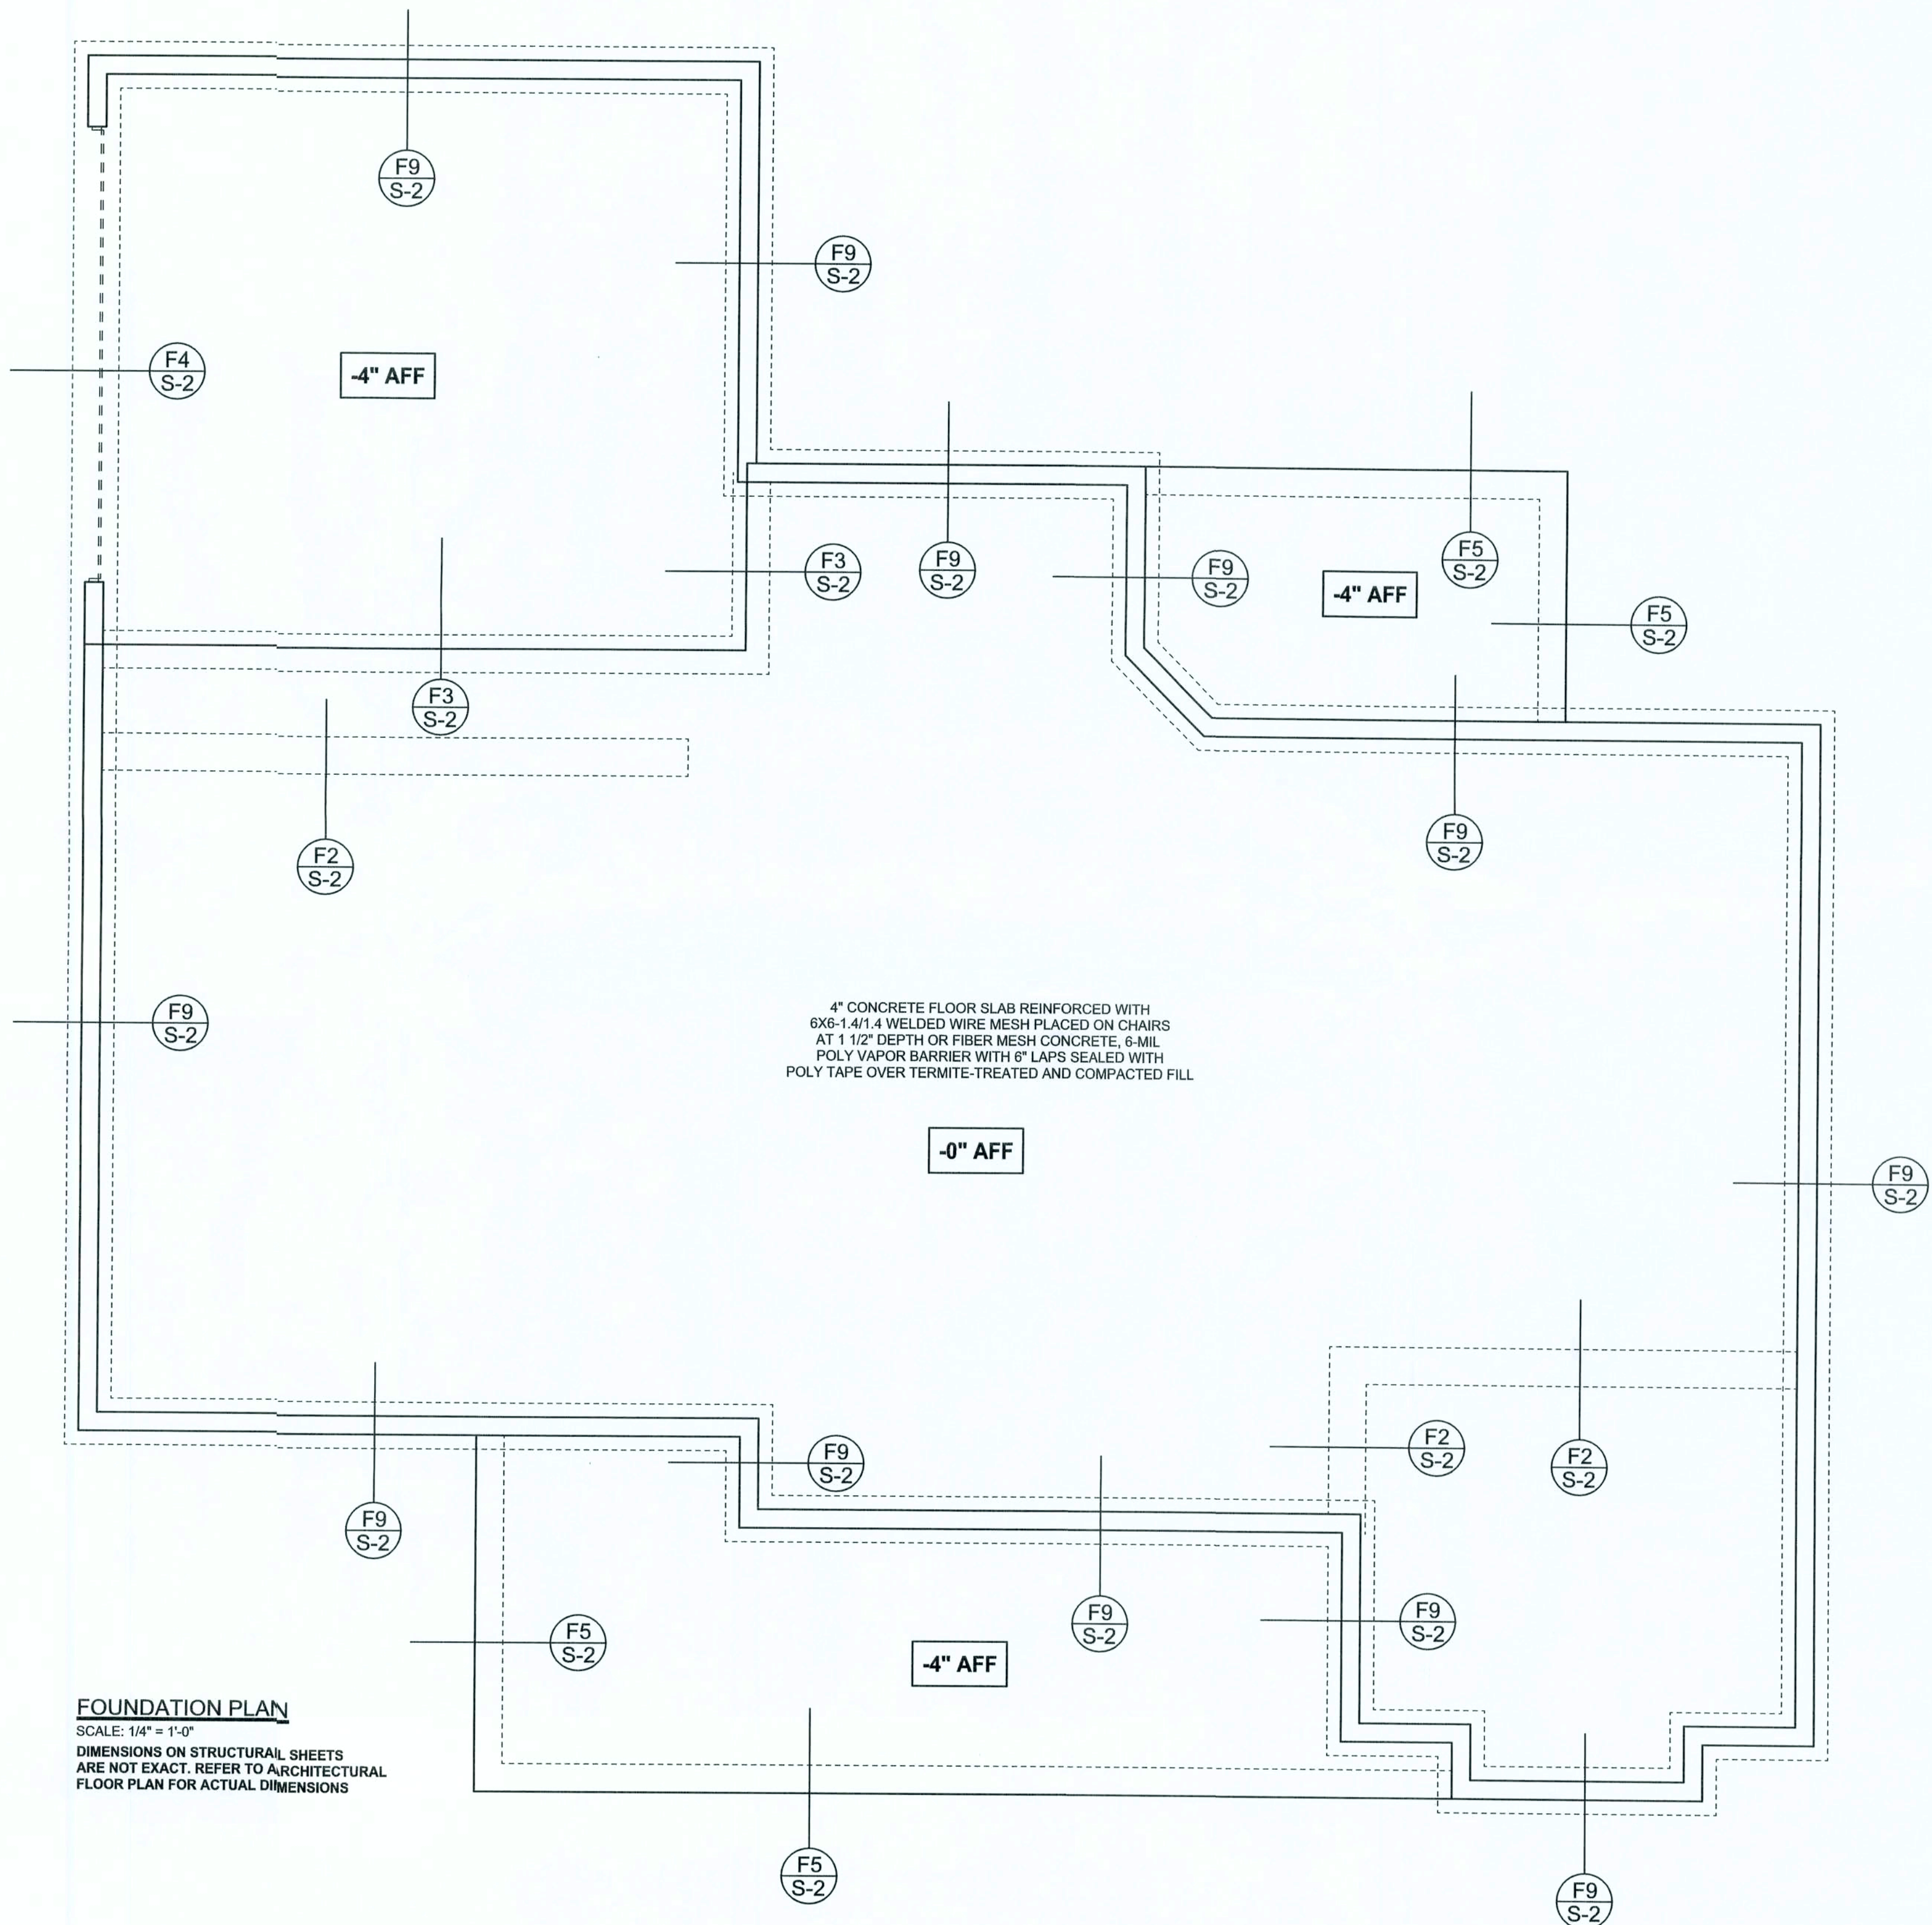 F9
S-2
F9
S-2
F4
S-2
-4" AFF
F3
S-2
F9
S-2
F9
S-2
-4" AFF
F5
S-2
F5
S-2
F3
S-2
F2
S-2
F9
S-2
F9
S-2
4" CONCRETE FLOOR SLAB REINFORCED WITH
6X6-1.4/1.4 WELDED WIRE MESH PLACED ON CHAIRS
AT 1 1/2" DEPTH OR FIBER MESH CONCRETE, 6-MIL
POLY VAPOR BARRIER WITH 6" LAPS SEALED WITH
POLY TAPE OVER TERMITE-TREATED AND COMPACTED FILL
-0" AFF
F9
S-2
F9
S-2
F9
S-2
F2
S-2
F2
S-2
F5
S-2
F9
S-2
F9
S-2
-4" AFF
FOUNDATION PLAN
SCALE: 1/4" = 1'-0"
DIMENSIONS ON STRUCTURAL SHEETS
ARE NOT EXACT. REFER TO ARCHITECTURAL
FLOOR PLAN FOR ACTUAL DIMENSIONS
F5
S-2
F9
S-2